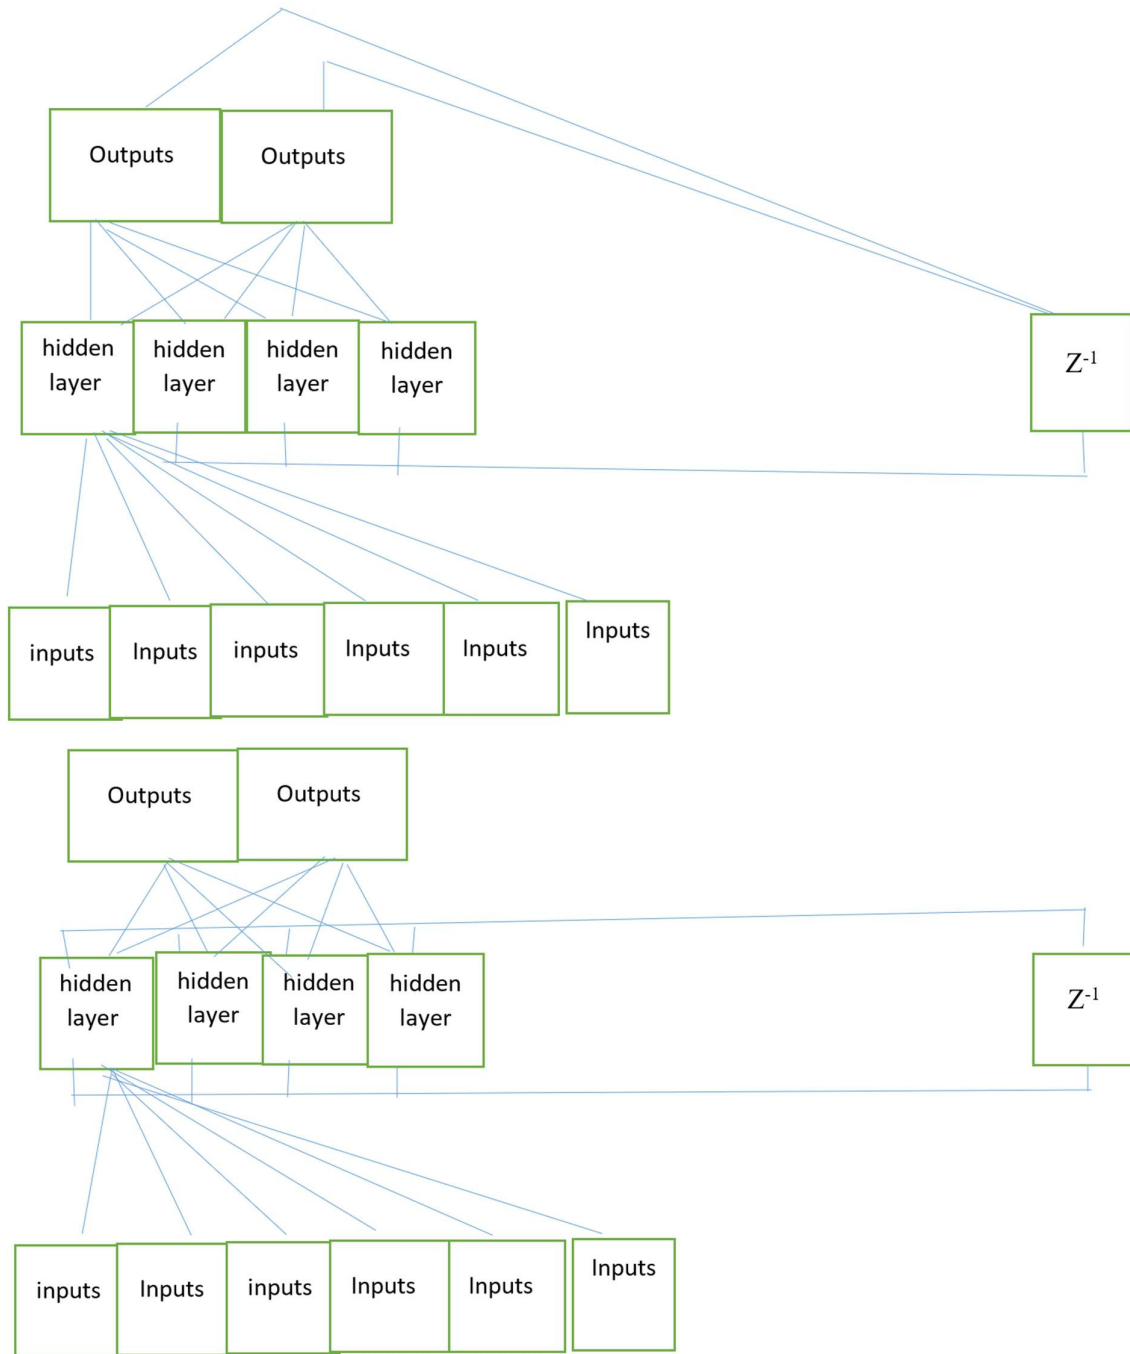 Outputs Outputs
hidden hidden hidden hidden
layer layer layer layer
Z-1
inputs Inputs inputs Inputs Inputs Inputs
Outputs Outputs
hidden hidden hidden hidden
layer layer layer layer
Z-1
inputs Inputs inputs Inputs Inputs Inputs